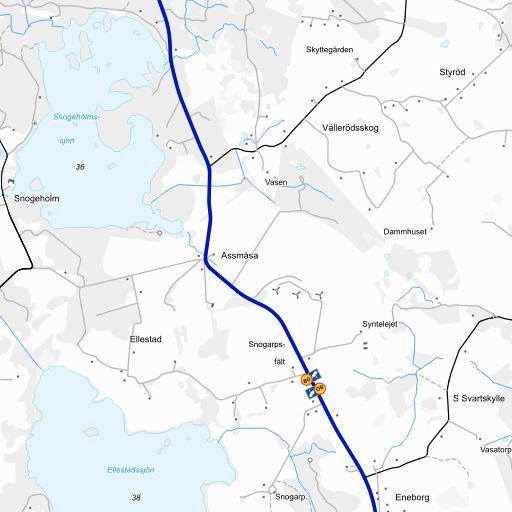 Skyttegården
Styröd
Snogeholms-
sjön
Vällerödsskog
36
Vasen
Snogeholm
Dammhuset
Assmåsa
Syntelejet
Ellestad
Snogarps-
fält
S Svartskylle
Vasatorp
Ellestadssjön
38
Snogarp
Eneborg